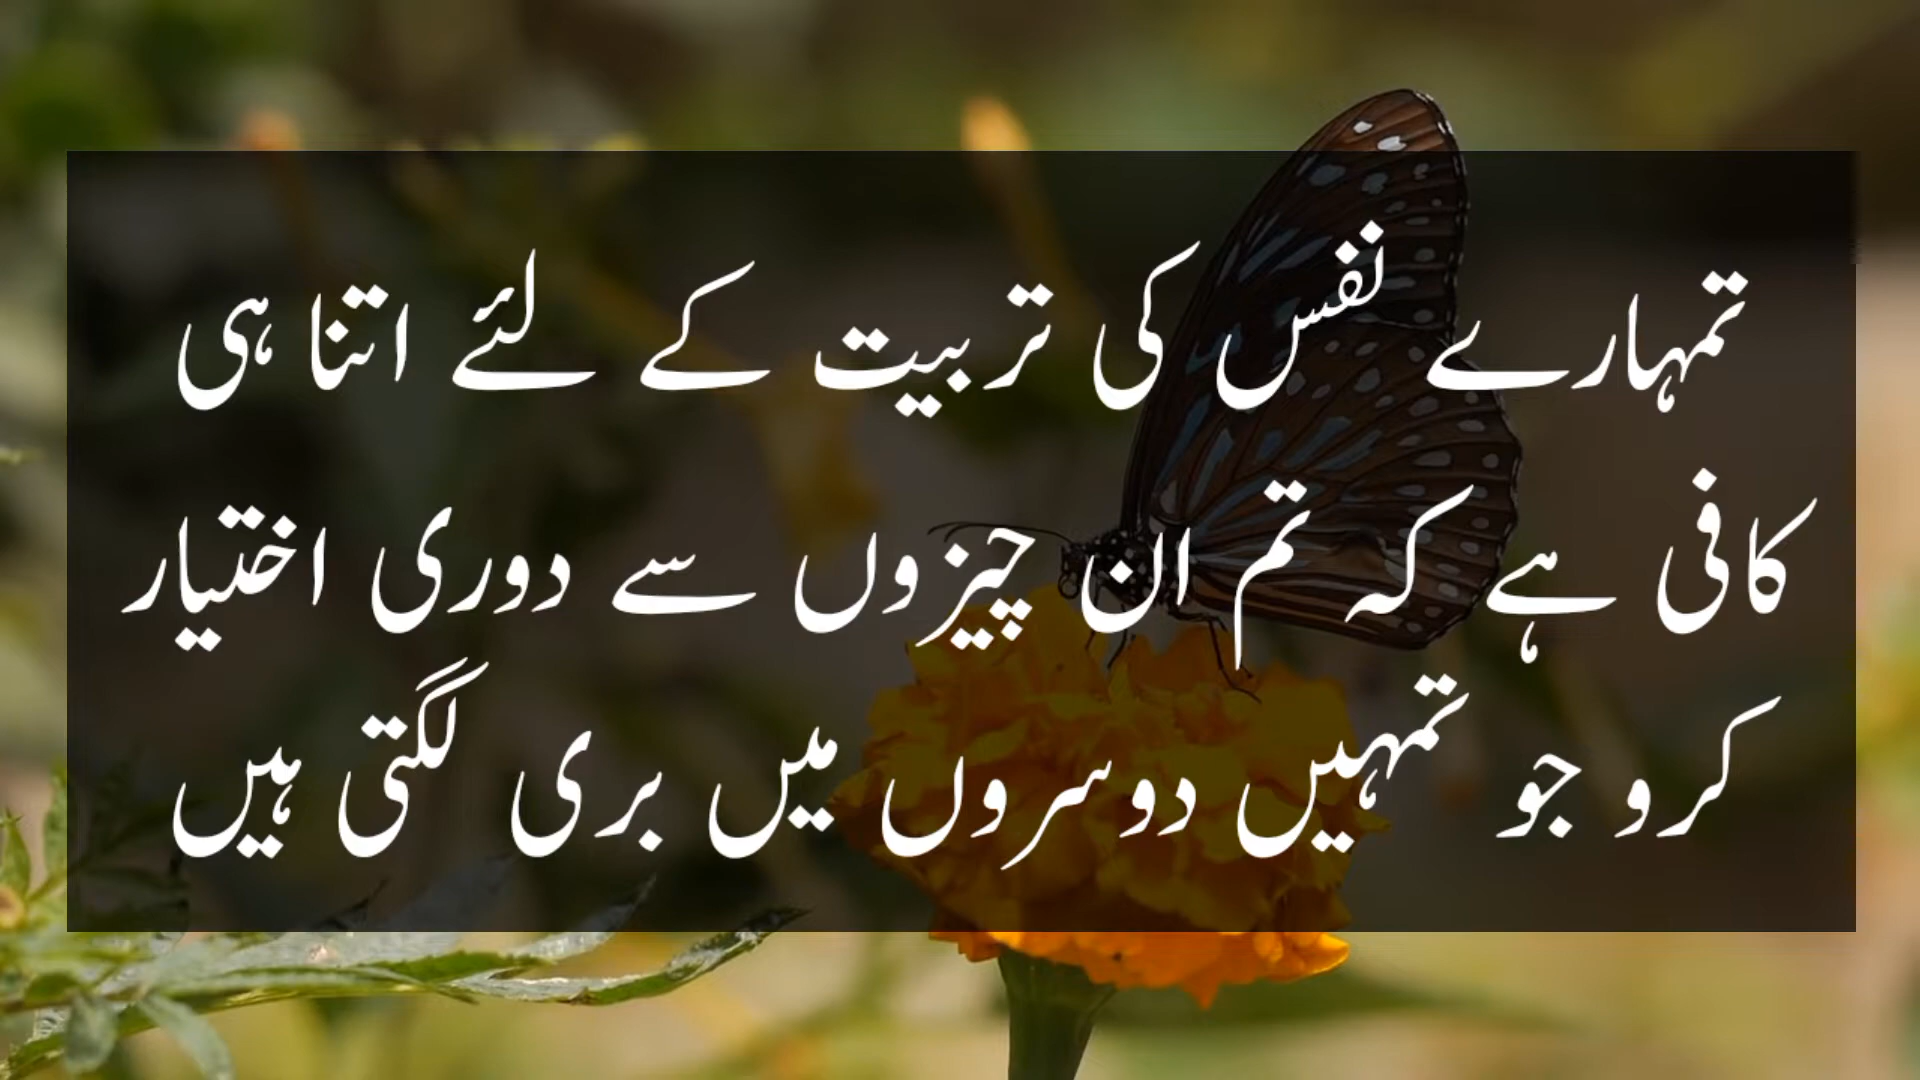 تمہارے نفس کی تربیت کے لئے اتنا ہی
کافی ہے کہ تم ان چیزوں سے دوری اختیار
کرو جو تمہیں دوسروں میں بری لگتی ہیں